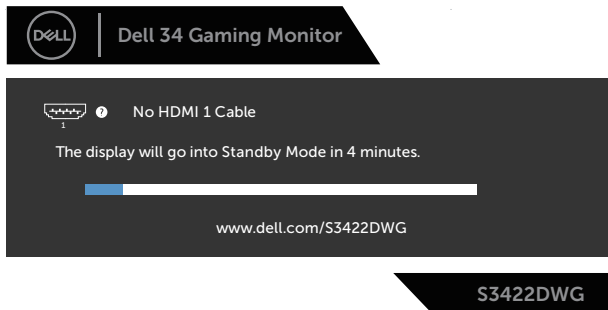 DELL
Dell 34 Gaming Monitor
?
No HDMI 1 Cable
1
The display will go into Standby Mode in 4 minutes.
www.dell.com/S3422DWG
S3422DWG